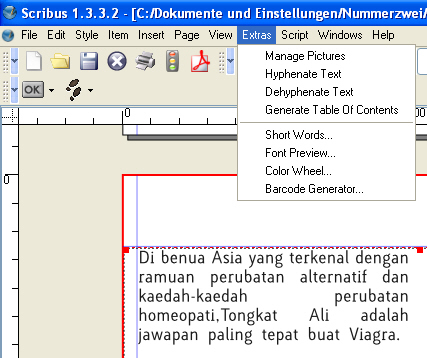 Scribus 1.3.3.2 - [C:/Dokumente und Einstellungen/Nummerzwei/
File Edit Style Item Insert Page View Extras Script Windows Help
Manage Pictures
Hyphenate Text
Dehyphenate Text
Generate Table Of Contents
Short Words...
Font Preview...
Color Wheel...
Barcode Generator...
PDF
OK
0
00
0
Di benua Asia yang terkenal dengan
ramuan perubatan alternatif dan
kaedah-kaedah perubatan
homeopati,Tongkat Ali adalah
jawapan paling tepat buat Viagra.